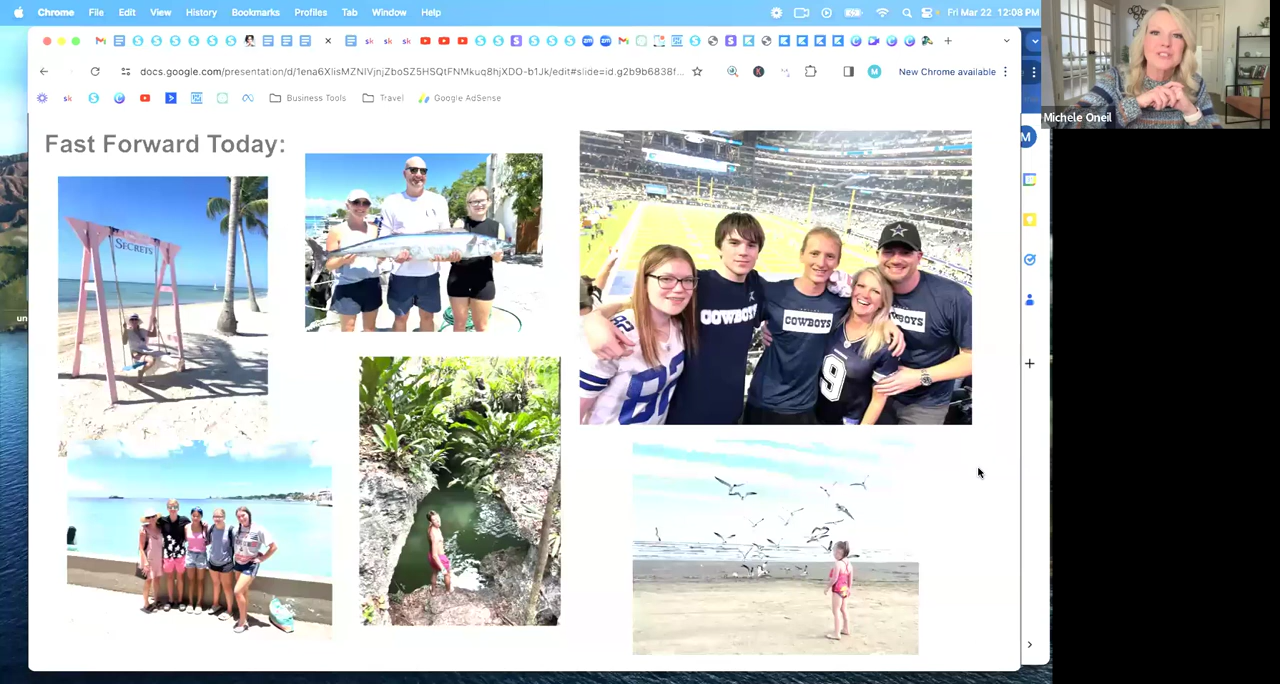 Chrome File Edit View History Bookmarks Profiles Tab Window Help Fri Mar 22 12:08 PM
docs.google.com/presentation/d/1ena6XlisMZNIVjnjZboSZ5HSQtFNMkuq8hjXDO-b1Jk/edit#slide=id.g2b9b6838f...
New Chrome available
Business Tools Travel Google AdSense
Michele Oneil
Fast Forward Today:
SECRETS
COWBOYS
COWBOYS
82
82
9
M
M